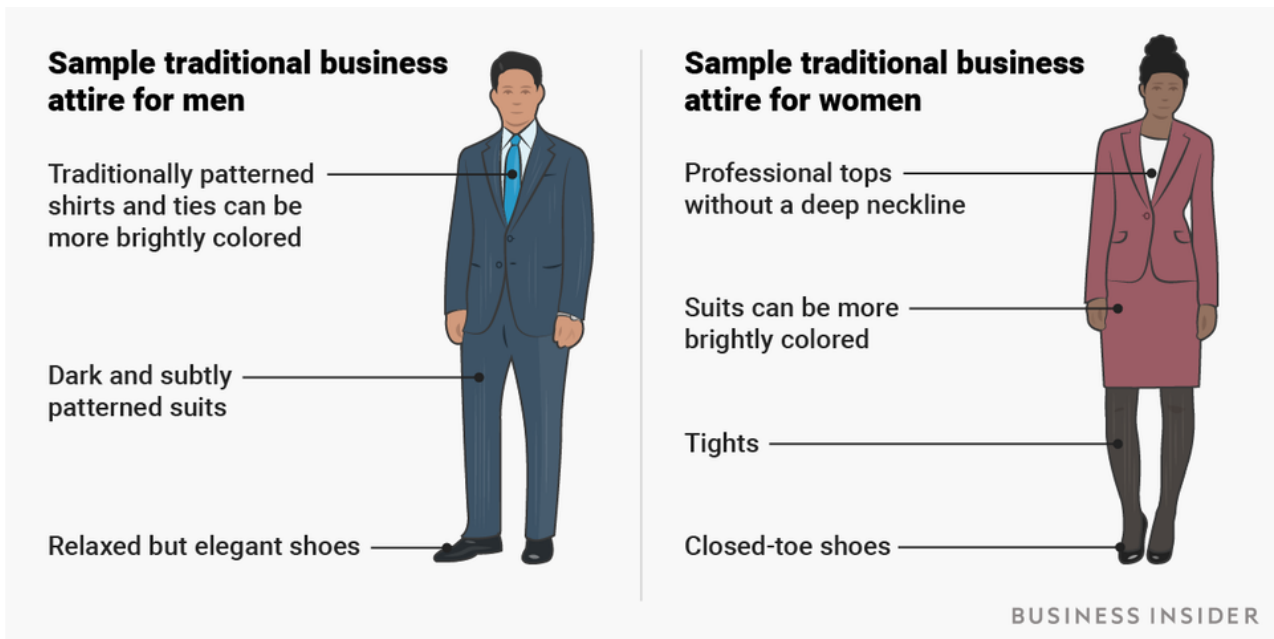 Sample traditional business
attire for men
Traditionally patterned
shirts and ties can be
more brightly colored
Dark and subtly
patterned suits
Relaxed but elegant shoes
Sample traditional business
attire for women
Professional tops
without a deep neckline
Suits can be more
brightly colored
Tights
Closed-toe shoes
BUSINESS INSIDER